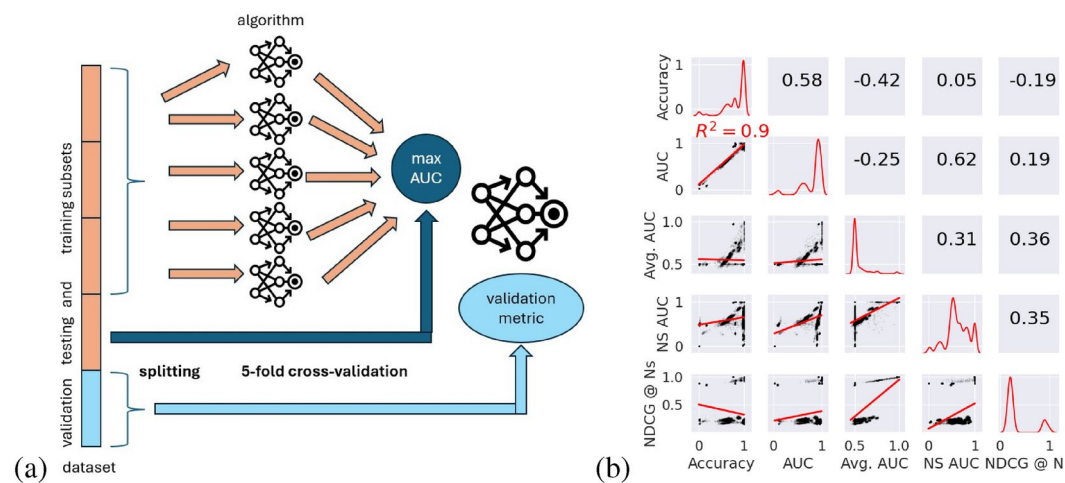 algorithm
training subsets
testing and
validation
dataset
max
AUC
validation
metric
splitting 5-fold cross-validation
(a)
Accuracy
1
0
0.58
-0.42
0.05
-0.19
R² = 0.9
AUC
1
0
-0.25
0.62
0.19
Avg. AUC
1.0
0.5
0.31
0.36
NS AUC
1
0
0.35
NDCG @ Ns
1.0
0.5
0 1
0 1
0.5 1.0
0 1
0 1
Accuracy
AUC
Avg. AUC
NS AUC
NDCG @ N
(b)